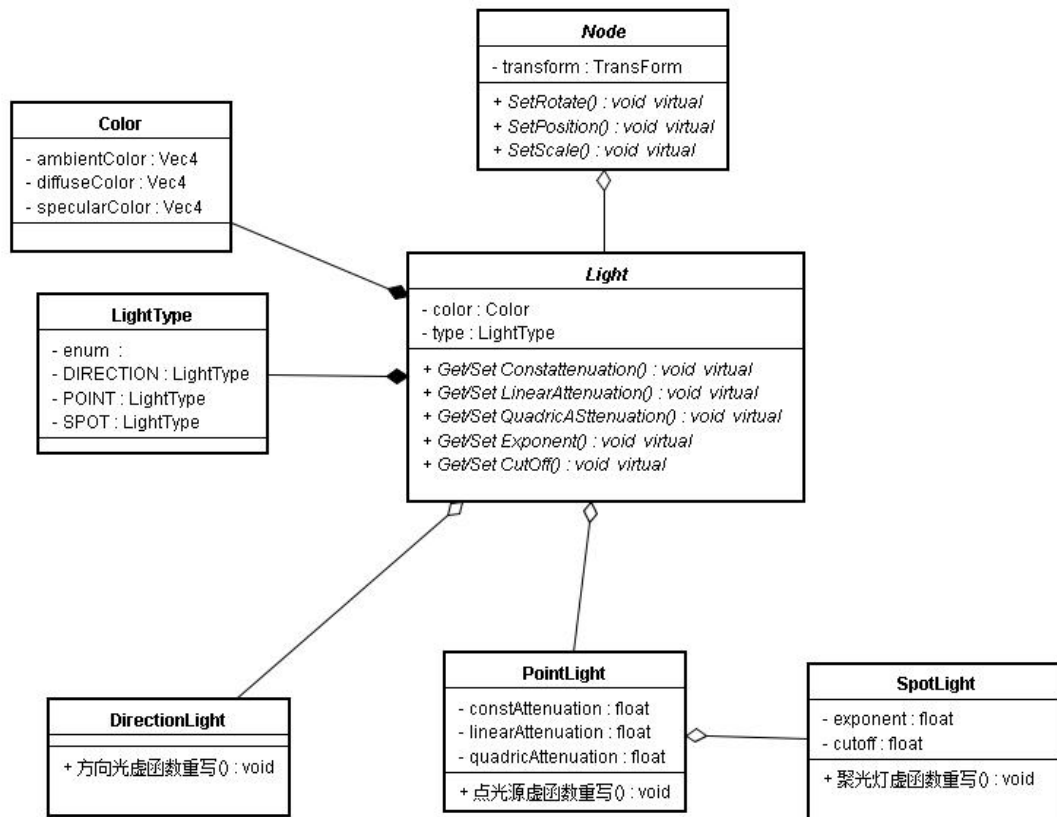 Node
- transform : TransForm
+ SetRotate() : void virtual
+ SetPosition() : void virtual
+ SetScale() : void virtual
Color
- ambientColor : Vec4
- diffuseColor : Vec4
- specularColor : Vec4
Light
- color : Color
- type : LightType
+ Get/Set Constattenuation() : void virtual
+ Get/Set LinearAttenuation() : void virtual
+ Get/Set QuadricASttenuation() : void virtual
+ Get/Set Exponent() : void virtual
+ Get/Set CutOff() : void virtual
LightType
- enum :
- DIRECTION : LightType
- POINT : LightType
- SPOT : LightType
DirectionLight
+ 方向光虚函数重写() : void
PointLight
- constAttenuation : float
- linearAttenuation : float
- quadricAttenuation : float
+ 点光源虚函数重写() : void
SpotLight
- exponent : float
- cutoff : float
+ 聚光灯虚函数重写() : void